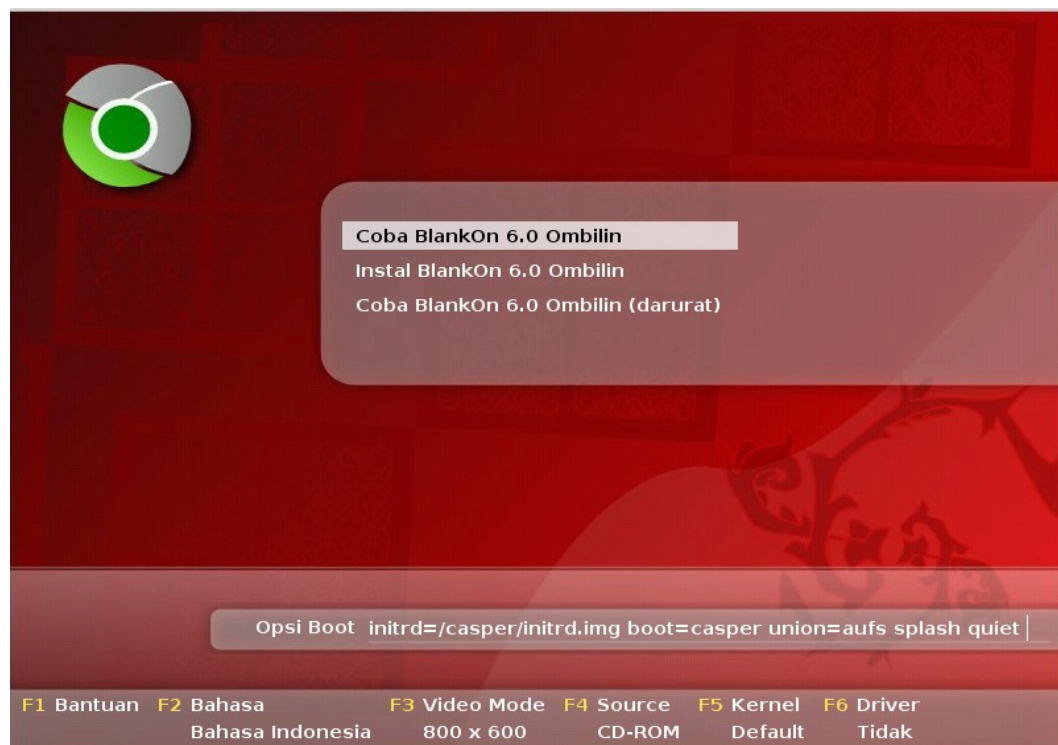 Coba BlankOn 6.0 Ombilin
Instal BlankOn 6.0 Ombilin
Coba BlankOn 6.0 Ombilin (darurat)
Opsi Boot initrd=/casper/initrd.img boot=casper union=aufs splash quiet
F1 Bantuan F2 Bahasa F3 Video Mode F4 Source F5 Kernel F6 Driver
Bahasa Indonesia 800 x 600 CD-ROM Default Tidak